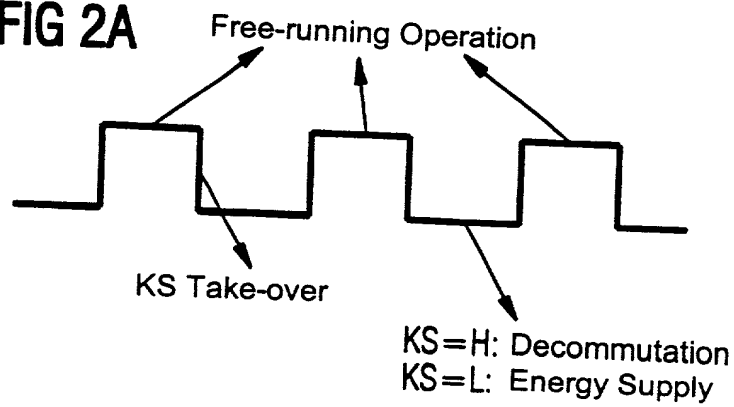 FIG 2A
Free-running Operation
KS Take-over
KS=H: Decommutation
KS=L: Energy Supply